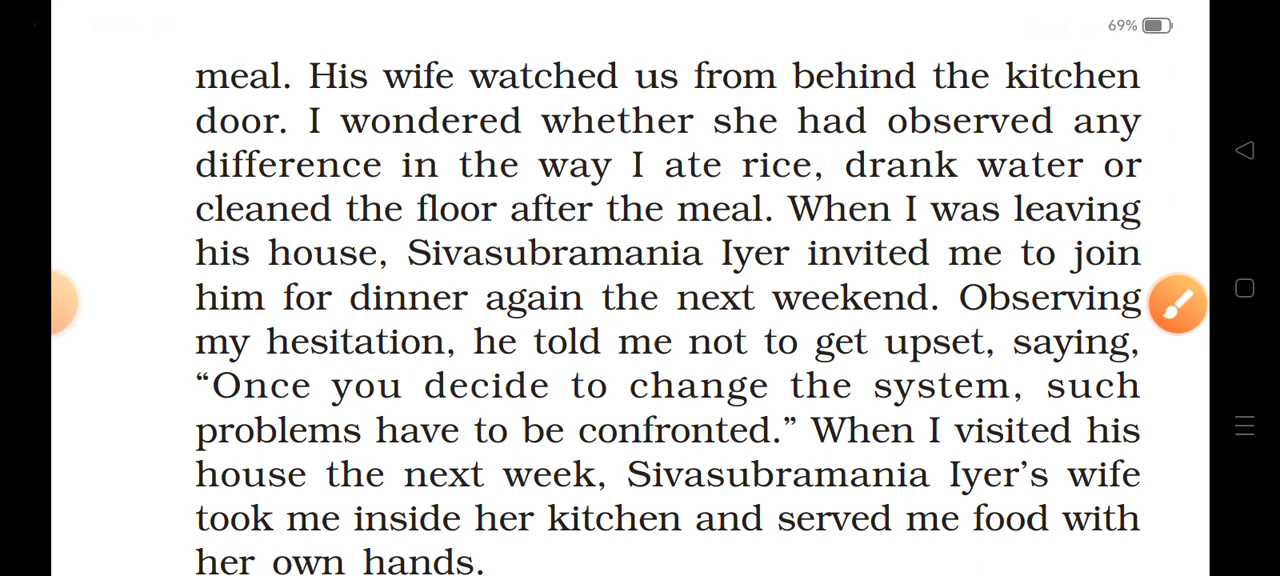 69%
meal. His wife watched us from behind the kitchen
door. I wondered whether she had observed any
difference in the way I ate rice, drank water or
cleaned the floor after the meal. When I was leaving
his house, Sivasubramania Iyer invited me to join
him for dinner again the next weekend. Observing
my hesitation, he told me not to get upset, saying,
“Once you decide to change the system, such
problems have to be confronted.” When I visited his
house the next week, Sivasubramania Iyer’s wife
took me inside her kitchen and served me food with
her own hands.